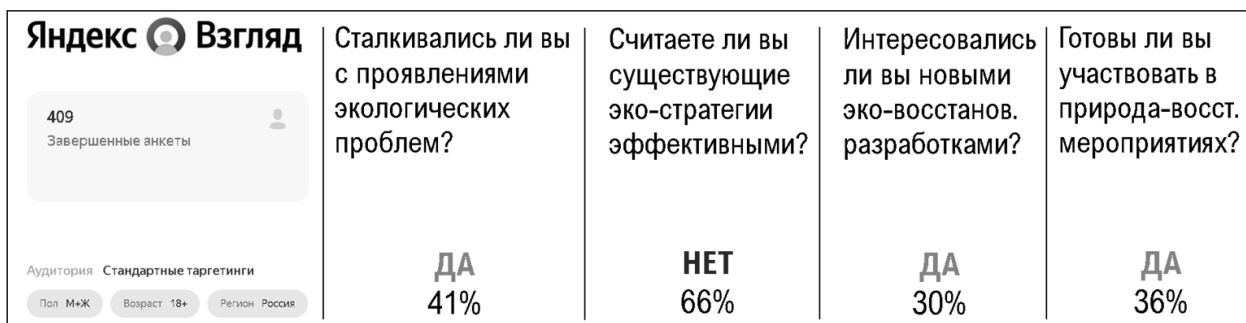 Яндекс Взгляд
409
Завершенные анкеты
Аудитория Стандартные таргетинги
Пол М+Ж Возраст 18+ Регион Россия
Сталкивались ли вы
с проявлениями
экологических
проблем?
ДА
41%
Считаете ли вы
существующие
эко-стратегии
эффективными?
НЕТ
66%
Интересовались
ли вы новыми
эко-восстанов.
разработками?
ДА
30%
Готовы ли вы
участвовать в
природа-восст.
мероприятиях?
ДА
36%